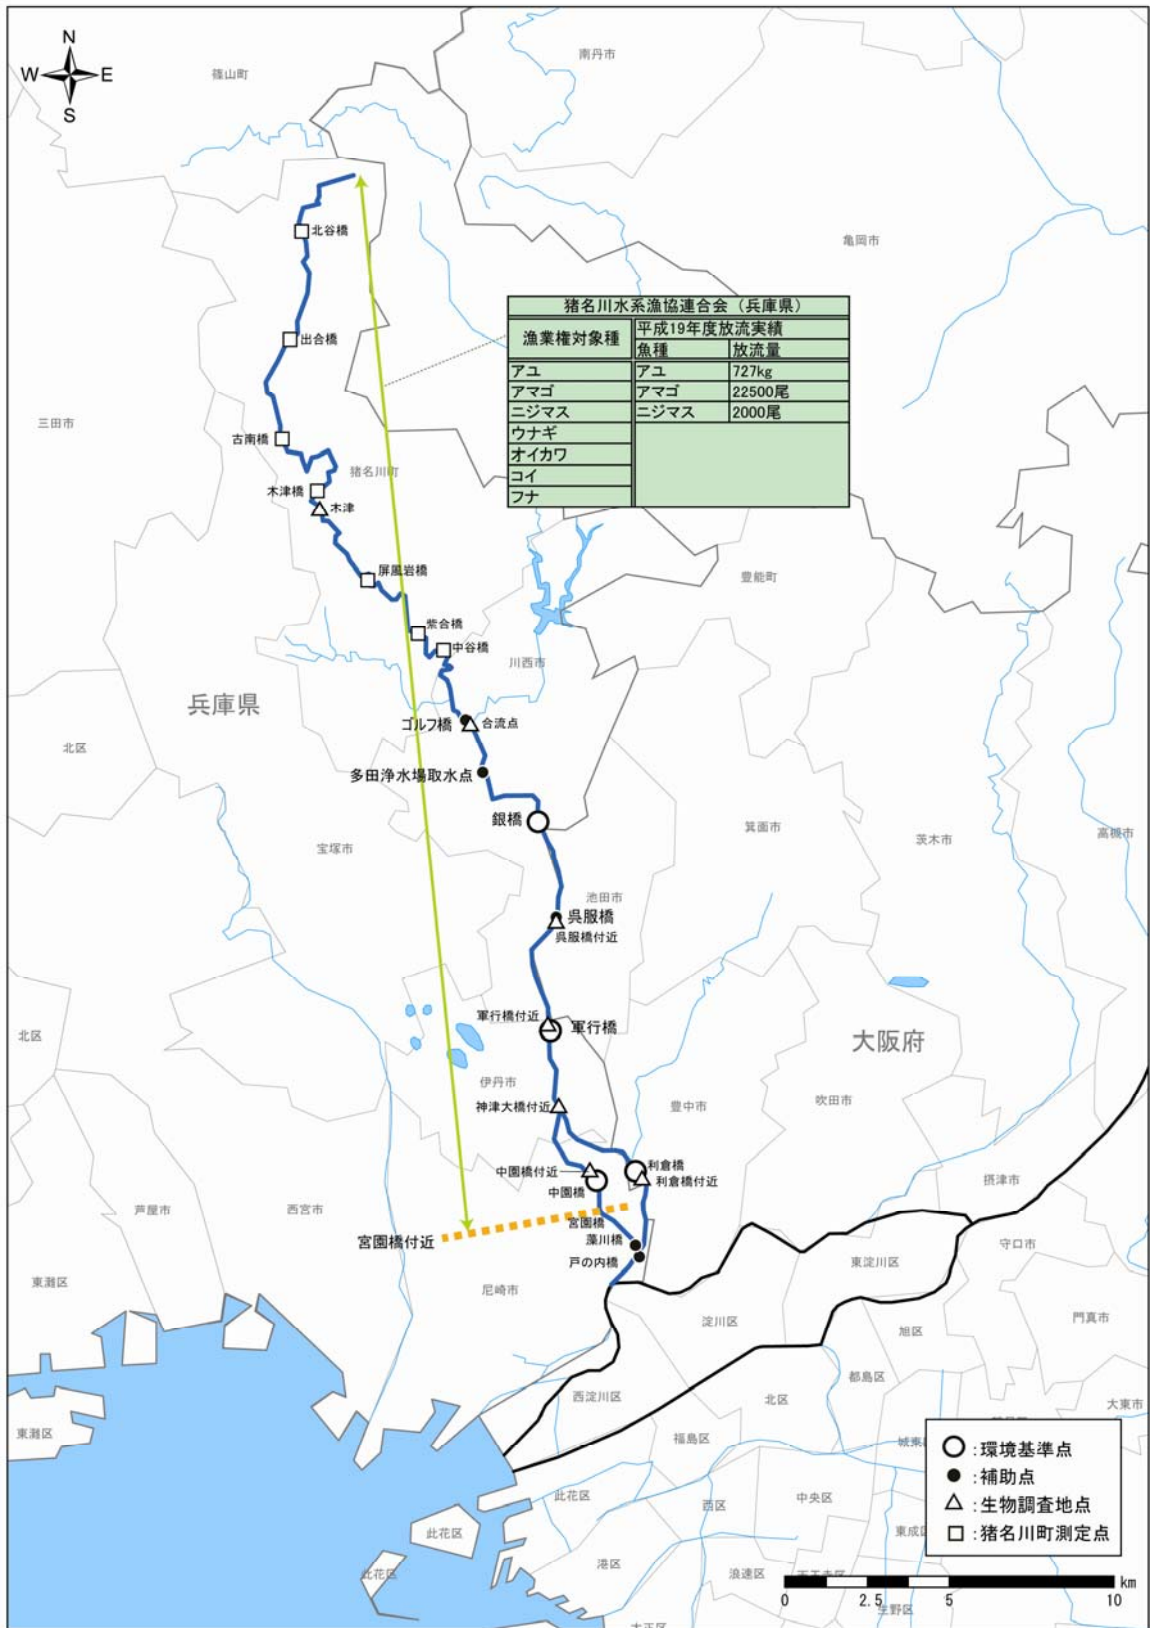 N
W E
S
篠山町
南丹市
亀岡市
北谷橋
猪名川水系漁協連合会（兵庫県）
漁業権対象種
平成19年度放流実績
魚種 放流量
アユ アユ 727kg
アマゴ アマゴ 22500尾
ニジマス ニジマス 2000尾
ウナギ
オイカワ
コイ
フナ
出合橋
三田市
古南橋
猪名川町
木津橋
木津
屏風岩橋
豊能町
紫合橋
中谷橋
川西市
兵庫県
北区
ゴルフ橋 合流点
多田浄水場取水点
銀橋
箕面市
茨木市
高槻市
宝塚市
池田市
呉服橋
呉服橋付近
北区
軍行橋付近
軍行橋
大阪府
伊丹市
神津大橋付近
豊中市
吹田市
中園橋付近
利倉橋
利倉橋付近
中園橋
摂津市
芦屋市
西宮市
宮園橋
藻川橋
宮園橋付近
戸の内橋
守口市
東淀川区
東灘区
尼崎市
淀川区
旭区
門真市
都島区
西淀川区
北区
大東市
東灘区
福島区
城東
此花区
西区
中央区
東成区
此花区
港区
浪速区
此花区
生野区
○:環境基準点
●:補助点
△:生物調査地点
□:猪名川町測定点
km
0 2.5 5 10